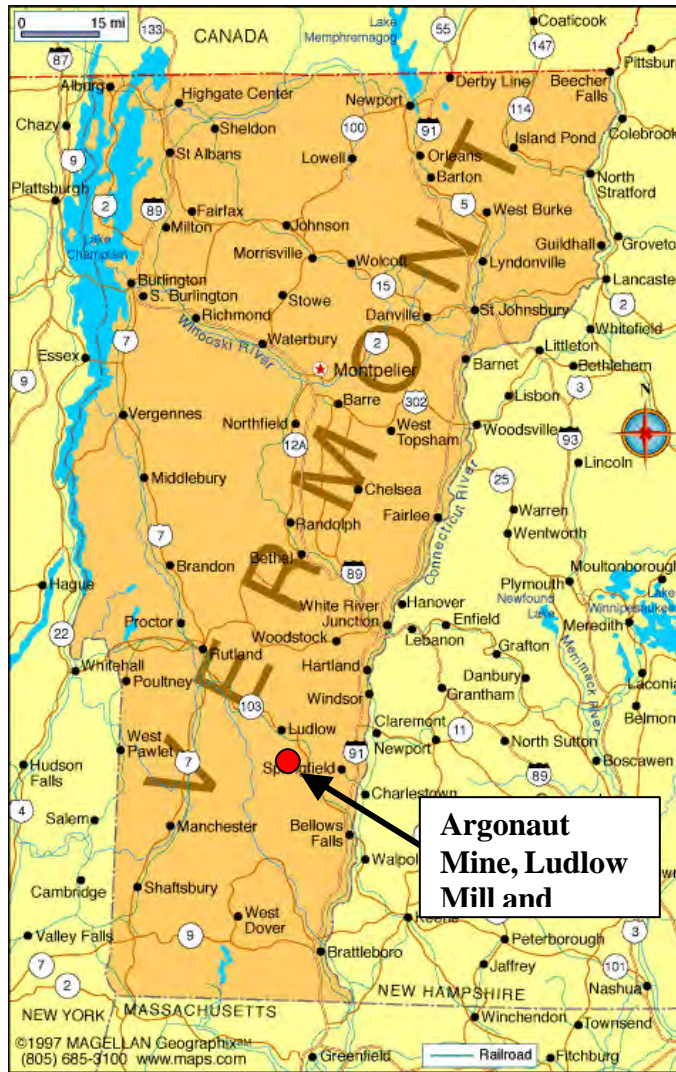 0 15 mi
133
CANADA
Lake
Memphremagog
55
Coaticook
147
Pittsburg
87
Alburg
Highgate Center
Newport
Derby Line
Beecher
Falls
114
Chazy
Sheldon
100
91
Island Pond
Colebrook
9
St Albans
Lowell
Orleans
Barton
North
Stratford
Plattsburgh
2
89
Fairfax
Milton
Johnson
5
West Burke
Lake
Champlain
Morrisville
Wolcott
Lyndonville
Guildhall
Groveton
Burlington
S. Burlington
15
Stowe
Lancaster
Richmond
Danville
St Johnsbury
2
Winooski River
Waterbury
2
Whitefield
Essex
7
Montpelier
Barnet
Littleton
Bethlehem
9
Barre
302
Lisbon
3
N
Vergennes
Northfield
West
Topsham
Woodsville
93
12A
Lincoln
Middlebury
Chelsea
25
Warren
Randolph
Fairlee
Connecticut River
Wentworth
7
Brandon
Bethel
89
Moultonborough
Hague
Plymouth
White River
Junction
Hanover
Newfound
Lake
Lake
Winnipesaukee
22
Proctor
Woodstock
Enfield
Lebanon
Meredith
Rutland
Grafton
Merrimack River
Whitehall
Poultney
Hartland
Danbury
Laconia
Windsor
Grantham
103
Belmont
West
Pawlet
Ludlow
Claremont
11
Newport
North Sutton
Hudson
Falls
7
Springfield
91
Boscawen
89
VERMONT
4
Salem
Charlestown
Manchester
Bellows
Falls
Argonaut
Mine, Ludlow
Mill and
Cambridge
Shaftsbury
West
Dover
Valley Falls
9
Peterborough
3
7
Brattleboro
Jaffrey
101
2
NEW HAMPSHIRE
Nashua
NEW YORK
MASSACHUSETTS
Winchendon
Townsend
©1997 MAGELLAN Geographix℠
(805) 685-3100 www.maps.com
Greenfield
Railroad
Fitchburg